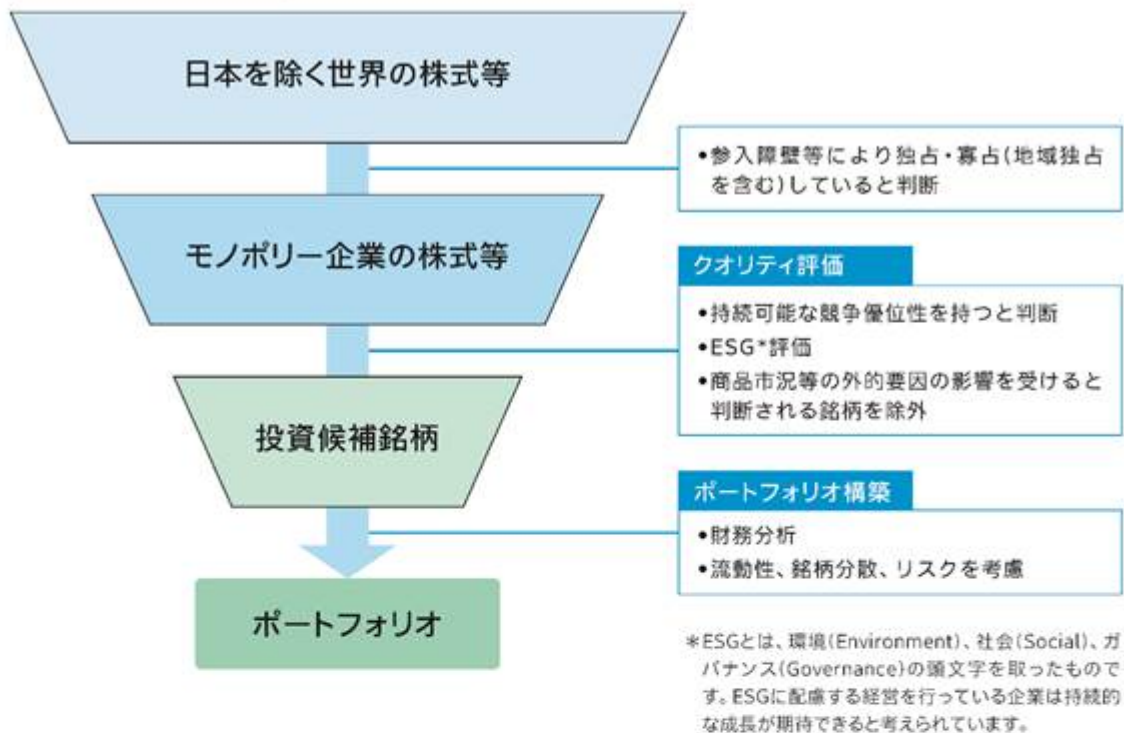 日本を除く世界の株式等
•参入障壁等により独占・寡占(地域独占
を含む)していると判断
モノポリー企業の株式等
クオリティ評価
•持続可能な競争優位性を持つと判断
•ESG*評価
•商品市況等の外的要因の影響を受けると
判断される銘柄を除外
投資候補銘柄
ポートフォリオ構築
•財務分析
•流動性、銘柄分散、リスクを考慮
ポートフォリオ
*ESGとは、環境(Environment)、社会(Social)、ガ
バナンス(Governance)の頭文字を取ったもので
す。ESGに配慮する経営を行っている企業は持続的
な成長が期待できると考えられています。